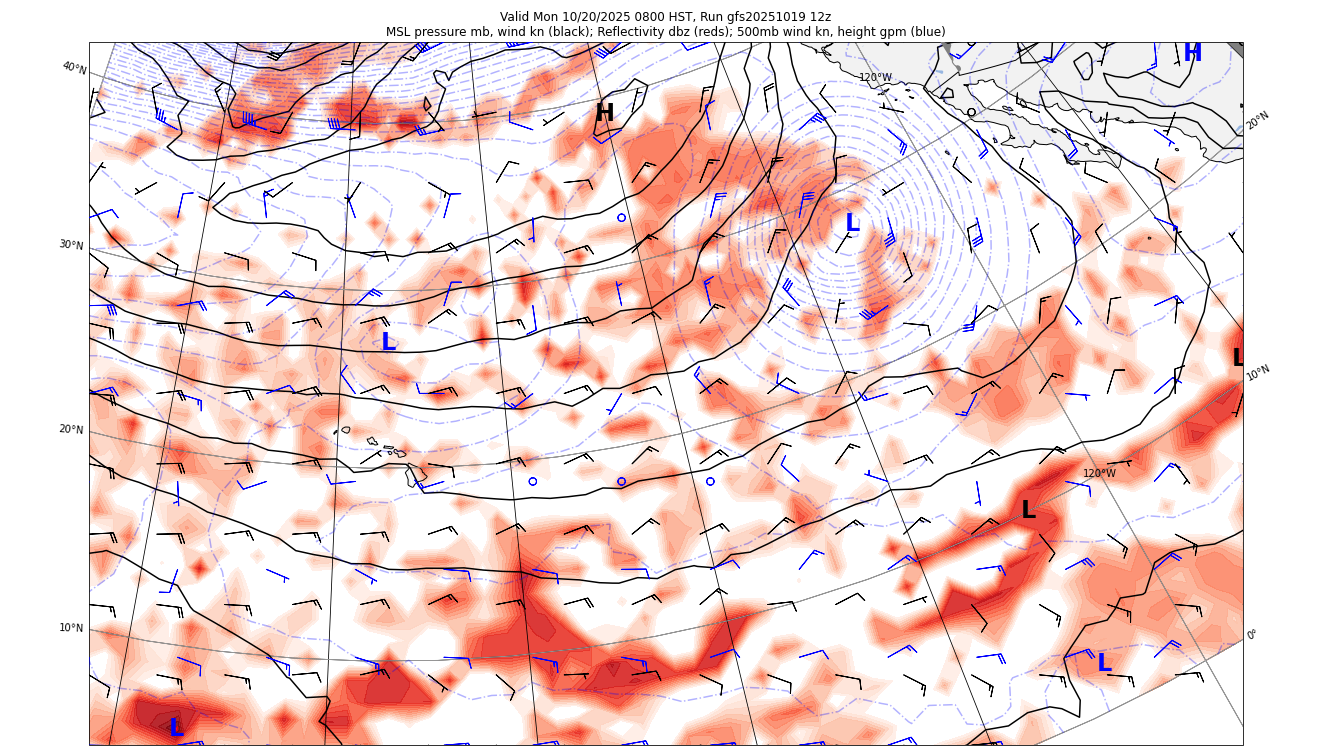 Valid Mon 10/20/2025 0800 HST, Run gfs20251019 12z
MSL pressure mb, wind kn (black); Reflectivity dbz (reds); 500mb wind kn, height gpm (blue)
H
40°N
120°W
H
20°N
L
30°N
L
L
10°N
20°N
120°W
L
10°N
0°
L
L